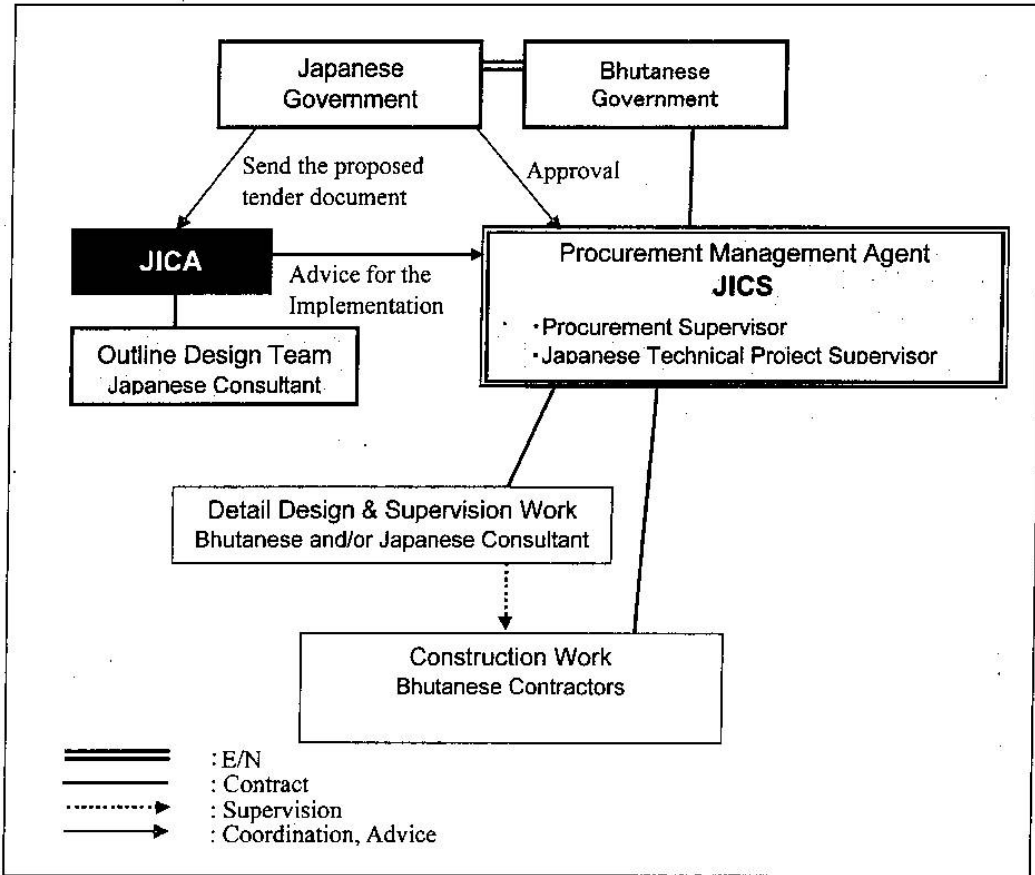 Japanese
Government
Bhutanese
Government
Send the proposed
tender document
Approval
JICA
Advice for the
Implementation
Procurement Management Agent
JICS
・Procurement Supervisor
・Japanese Technical Project Supervisor
Outline Design Team
Japanese Consultant
Detail Design & Supervision Work
Bhutanese and/or Japanese Consultant
Construction Work
Bhutanese Contractors
: E/N
: Contract
: Supervision
: Coordination, Advice